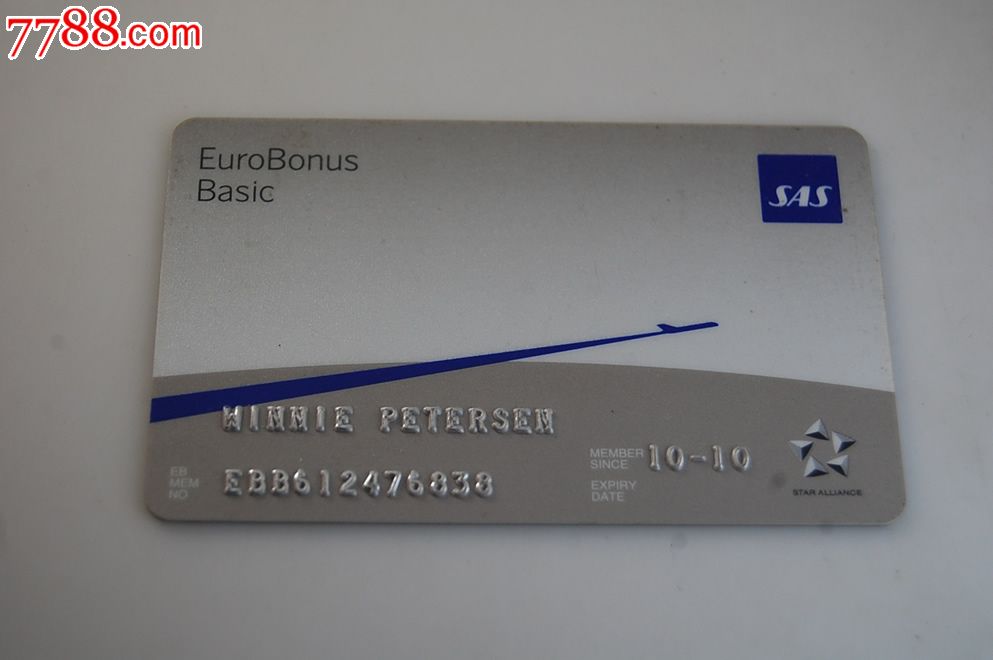 7788.com
EuroBonus
Basic
SAS
WINNIE PETERSEN
MEMBER
SINCE 10-10
EB
MEM
NO EBB612476838
EXPIRY
DATE
STAR ALLIANCE